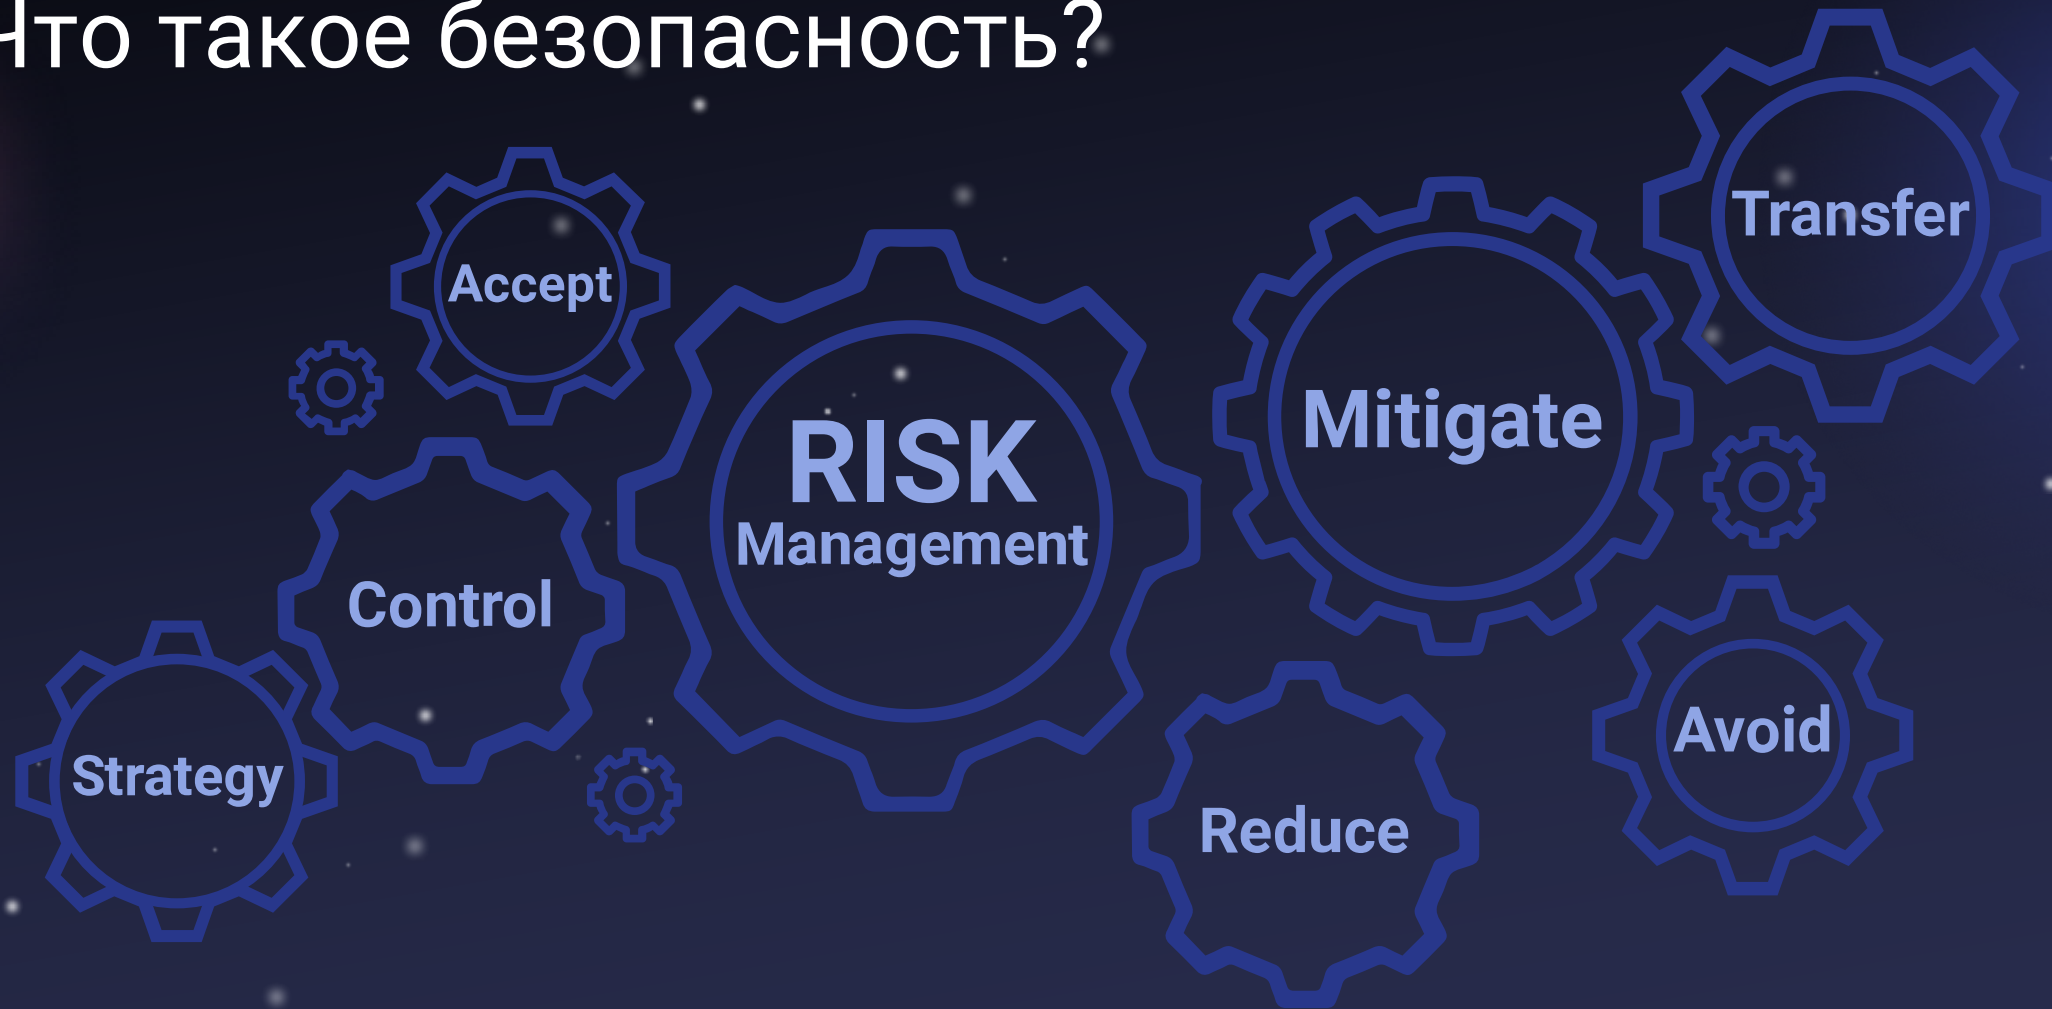 Что такое безопасность?
Transfer
Accept
Mitigate
RISK
Management
Control
Avoid
Strategy
Reduce